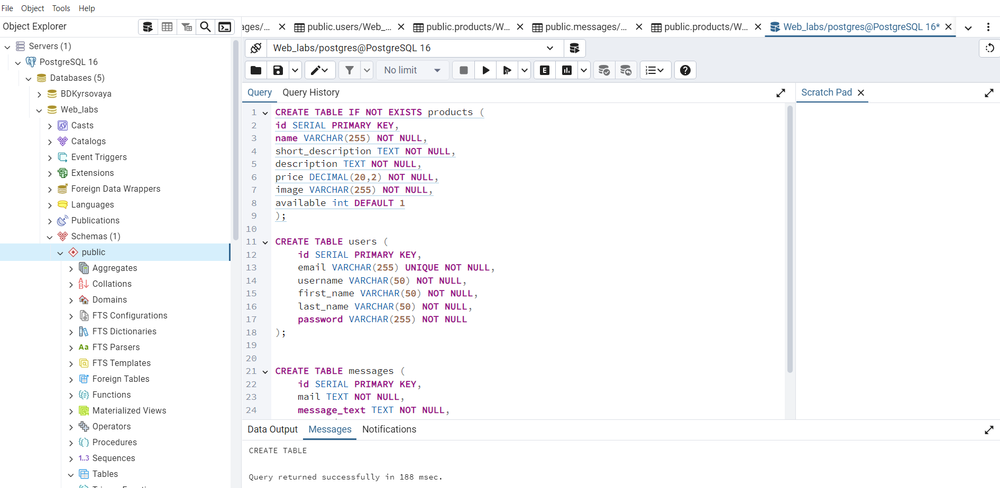 File Object Tools Help
Object Explorer
ages/...
public.users/Web_...
public.products/W...
public.messages/...
public.products/W...
Web_labs/postgres@PostgreSQL 16*
Servers (1)
PostgreSQL 16
Databases (5)
BDKyrsovaya
Web_labs
Casts
Catalogs
Event Triggers
Extensions
Foreign Data Wrappers
Languages
Publications
Schemas (1)
public
Aggregates
Collations
Domains
FTS Configurations
FTS Dictionaries
Aa FTS Parsers
FTS Templates
Foreign Tables
Functions
Materialized Views
Operators
Procedures
1..3 Sequences
Tables
Web_labs/postgres@PostgreSQL 16
No limit
E
Query Query History
Scratch Pad
1 CREATE TABLE IF NOT EXISTS products (
2 id SERIAL PRIMARY KEY,
3 name VARCHAR(255) NOT NULL,
4 short_description TEXT NOT NULL,
5 description TEXT NOT NULL,
6 price DECIMAL(20,2) NOT NULL,
7 image VARCHAR(255) NOT NULL,
8 available int DEFAULT 1
9 );
10
11 CREATE TABLE users (
12 id SERIAL PRIMARY KEY,
13 email VARCHAR(255) UNIQUE NOT NULL,
14 username VARCHAR(50) NOT NULL,
15 first_name VARCHAR(50) NOT NULL,
16 last_name VARCHAR(50) NOT NULL,
17 password VARCHAR(255) NOT NULL
18 );
19
20
21 CREATE TABLE messages (
22 id SERIAL PRIMARY KEY,
23 mail TEXT NOT NULL,
24 message_text TEXT NOT NULL,
Data Output Messages Notifications
CREATE TABLE
Query returned successfully in 188 msec.